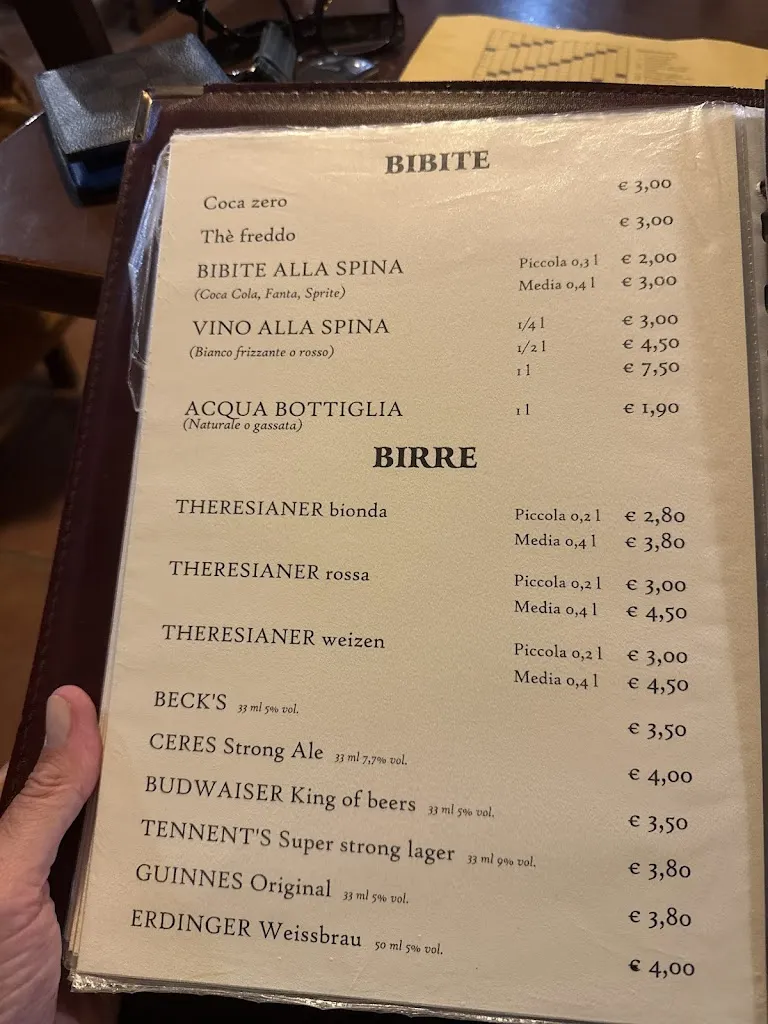 BIBITE
Coca zero € 3,00
Thè freddo € 3,00
BIBITE ALLA SPINA Piccola 0,3 l € 2,00
(Coca Cola, Fanta, Sprite) Media 0,4 l € 3,00
VINO ALLA SPINA 1/4 l € 3,00
(Bianco frizzante o rosso) 1/2 l € 4,50
1 l € 7,50
ACQUA BOTTIGLIA 1 l € 1,90
(Naturale o gassata)
BIRRE
THERESIANER bionda Piccola 0,2 l € 2,80
Media 0,4 l € 3,80
THERESIANER rossa Piccola 0,2 l € 3,00
Media 0,4 l € 4,50
THERESIANER weizen Piccola 0,2 l € 3,00
Media 0,4 l € 4,50
BECK'S 33 ml 5% vol. € 3,50
CERES Strong Ale 33 ml 7,7% vol. € 4,00
BUDWAISER King of beers 33 ml 5% vol. € 3,50
TENNENT'S Super strong lager 33 ml 9% vol. € 3,80
GUINNES Original 33 ml 5% vol. € 3,80
ERDINGER Weissbrau 50 ml 5% vol. € 4,00